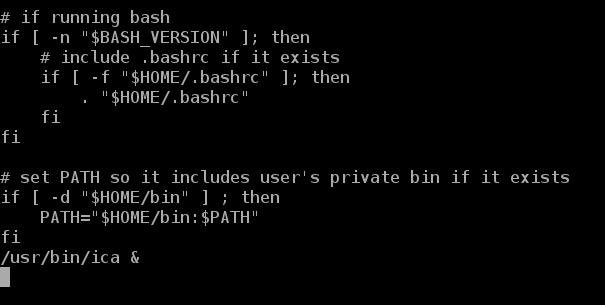 # if running bash
if [ -n "$BASH_VERSION" ]; then
    # include .bashrc if it exists
    if [ -f "$HOME/.bashrc" ]; then
        . "$HOME/.bashrc"
    fi
fi

# set PATH so it includes user's private bin if it exists
if [ -d "$HOME/bin" ] ; then
    PATH="$HOME/bin:$PATH"
fi
/usr/bin/ica &